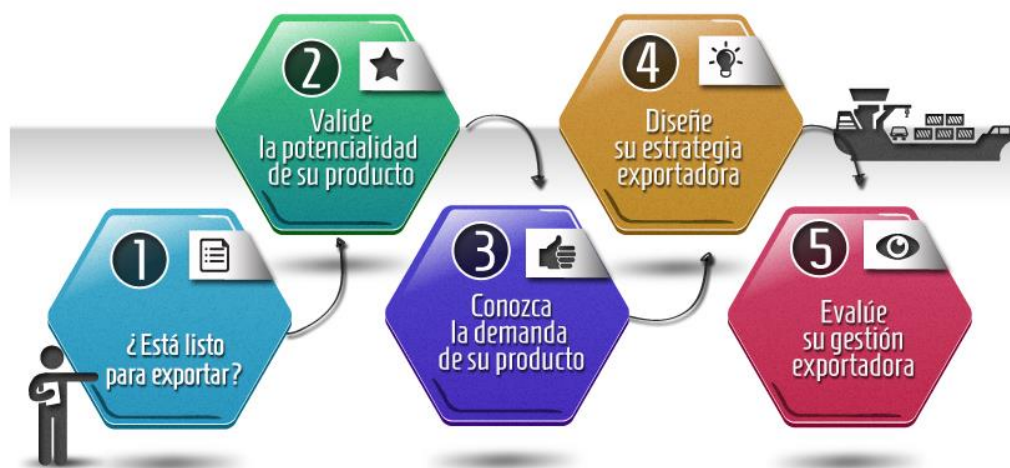 1
¿Está listo
para exportar?
2
Valide
la potencialidad
de su producto
3
Conozca
la demanda
de su producto
4
Diseñe
su estrategia
exportadora
5
Evalúe
su gestión
exportadora